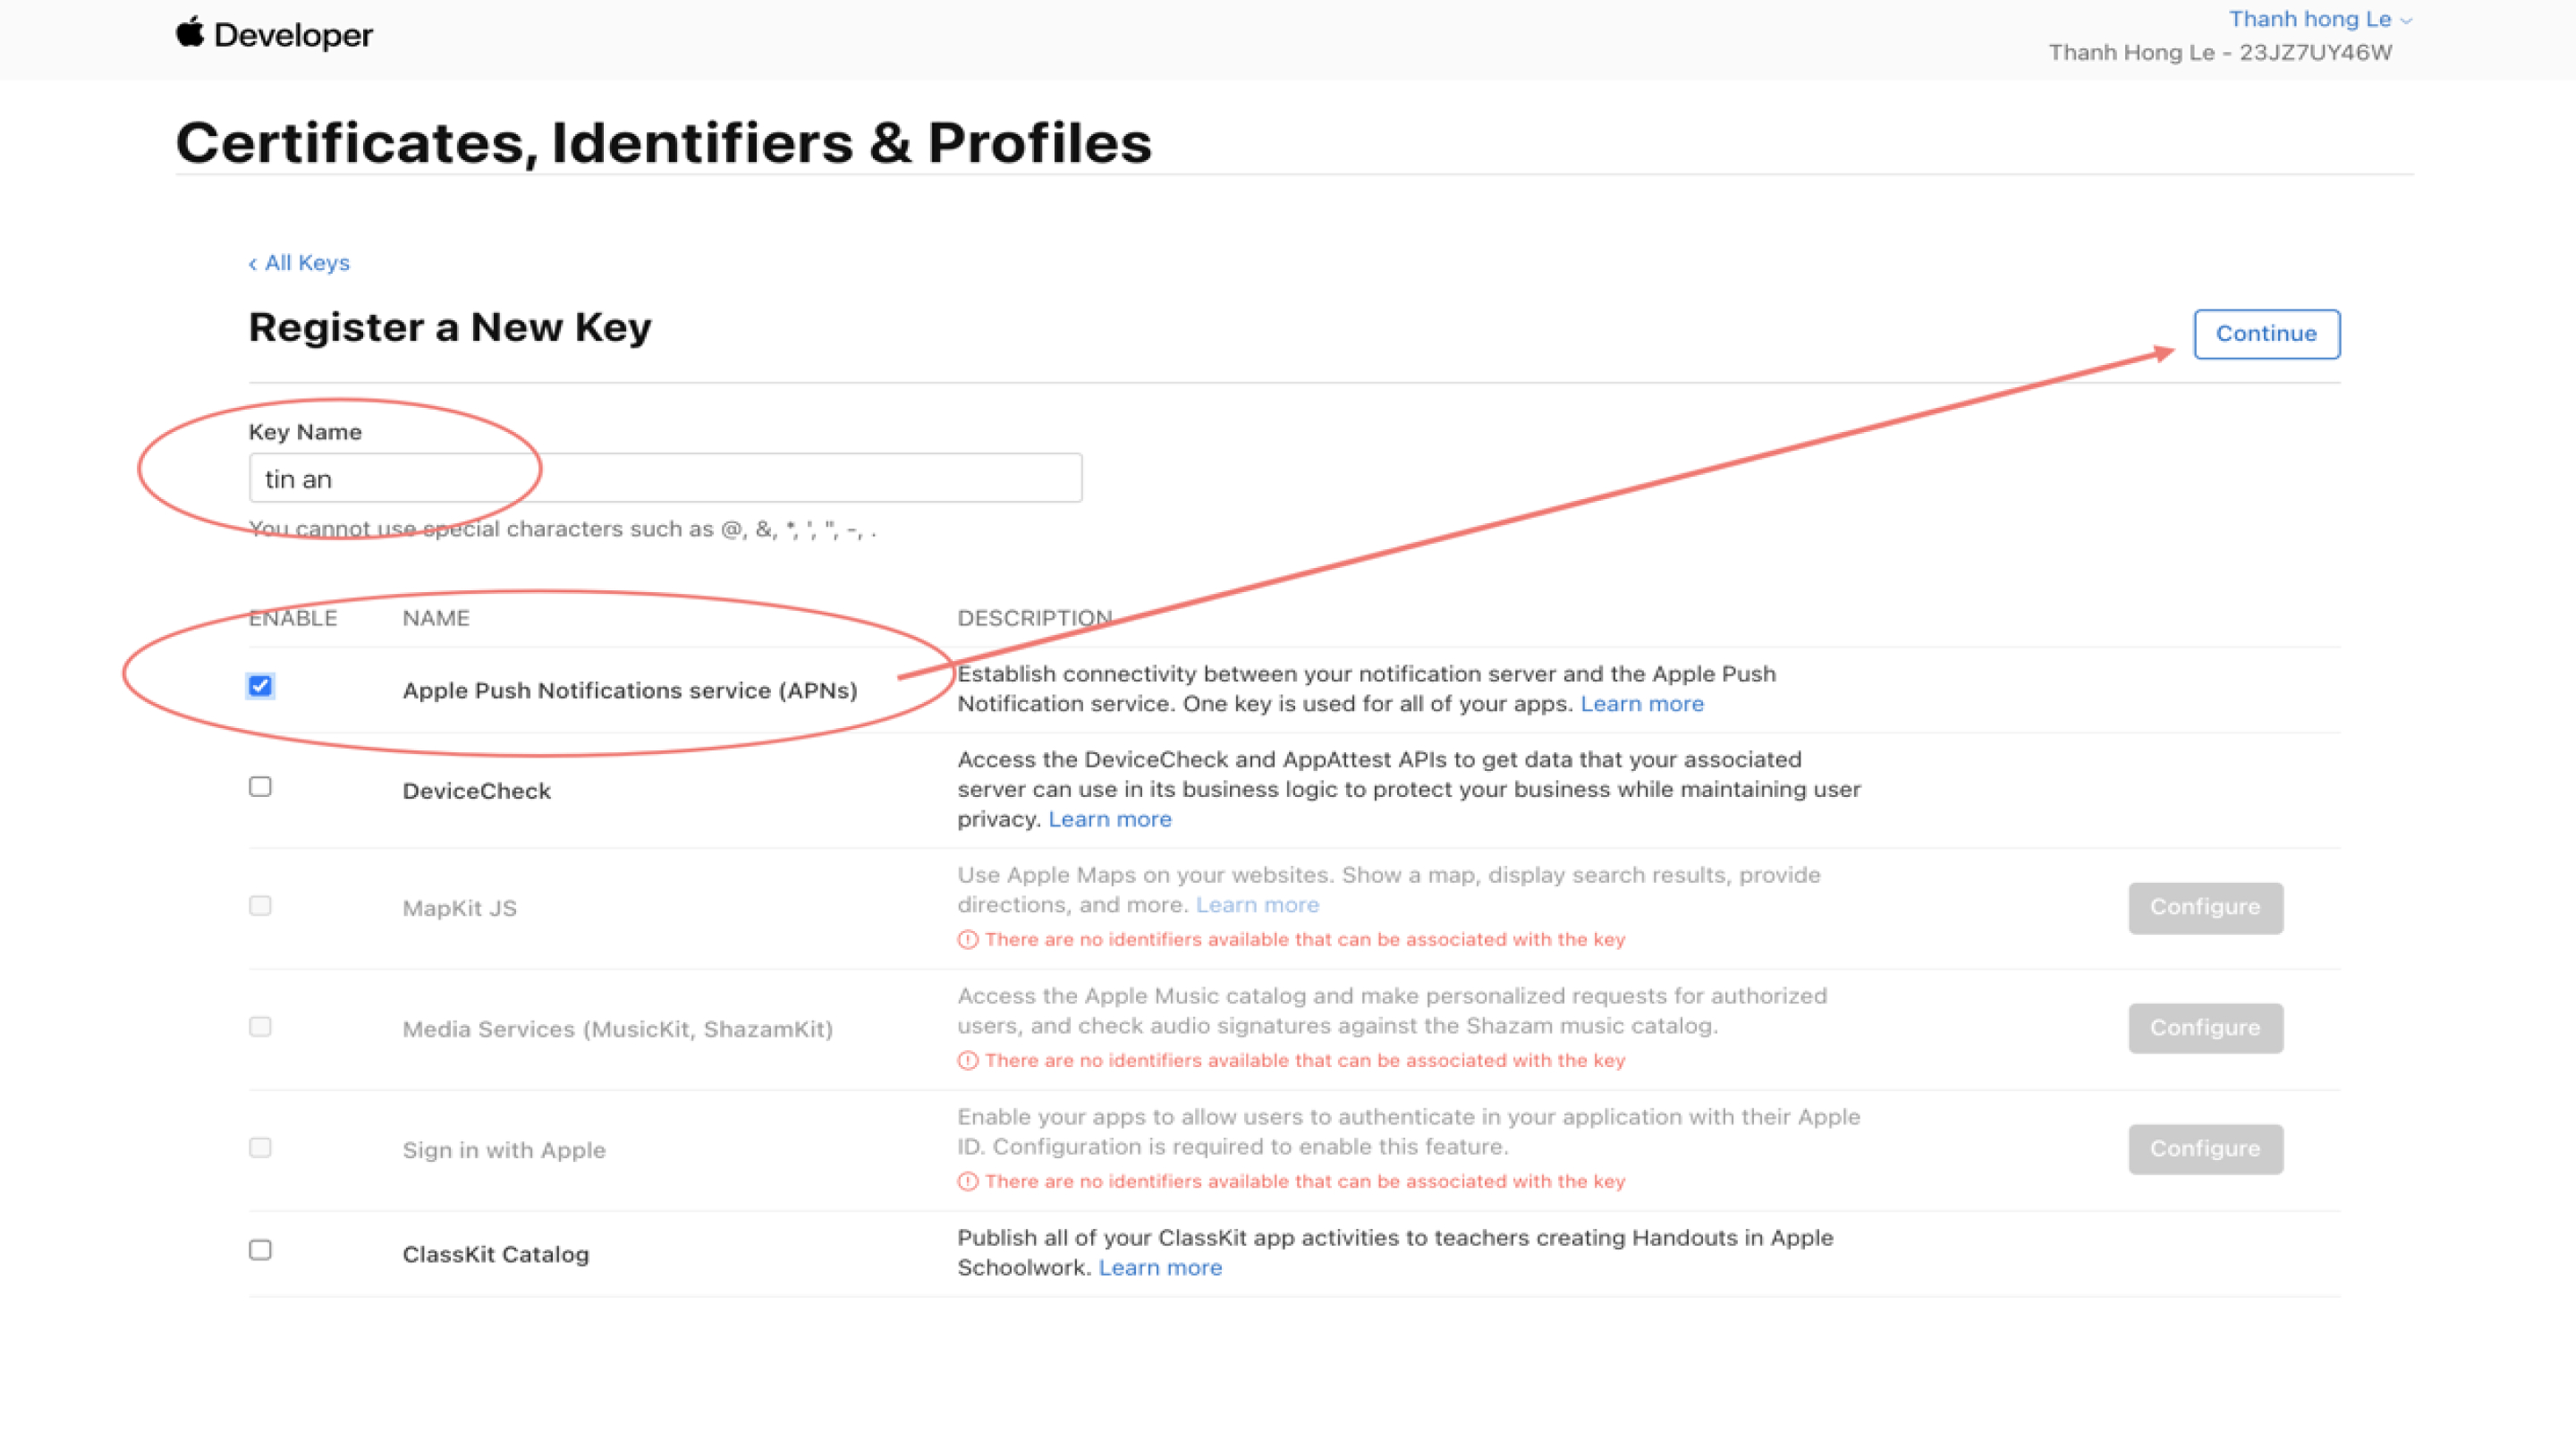 Developer
Thanh hong Le
Thanh Hong Le - 23JZ7UY46W
Certificates, Identifiers & Profiles
‹ All Keys
Register a New Key
Continue
Key Name
tin an
You cannot use special characters such as @, &, *, ', ", -, .
ENABLE NAME DESCRIPTION
Apple Push Notifications service (APNs)
Establish connectivity between your notification server and the Apple Push
Notification service. One key is used for all of your apps. Learn more
DeviceCheck
Access the DeviceCheck and AppAttest APIs to get data that your associated
server can use in its business logic to protect your business while maintaining user
privacy. Learn more
MapKit JS
Use Apple Maps on your websites. Show a map, display search results, provide
directions, and more. Learn more
There are no identifiers available that can be associated with the key
Configure
Media Services (MusicKit, ShazamKit)
Access the Apple Music catalog and make personalized requests for authorized
users, and check audio signatures against the Shazam music catalog.
There are no identifiers available that can be associated with the key
Configure
Sign in with Apple
Enable your apps to allow users to authenticate in your application with their Apple
ID. Configuration is required to enable this feature.
There are no identifiers available that can be associated with the key
Configure
ClassKit Catalog
Publish all of your ClassKit app activities to teachers creating Handouts in Apple
Schoolwork. Learn more